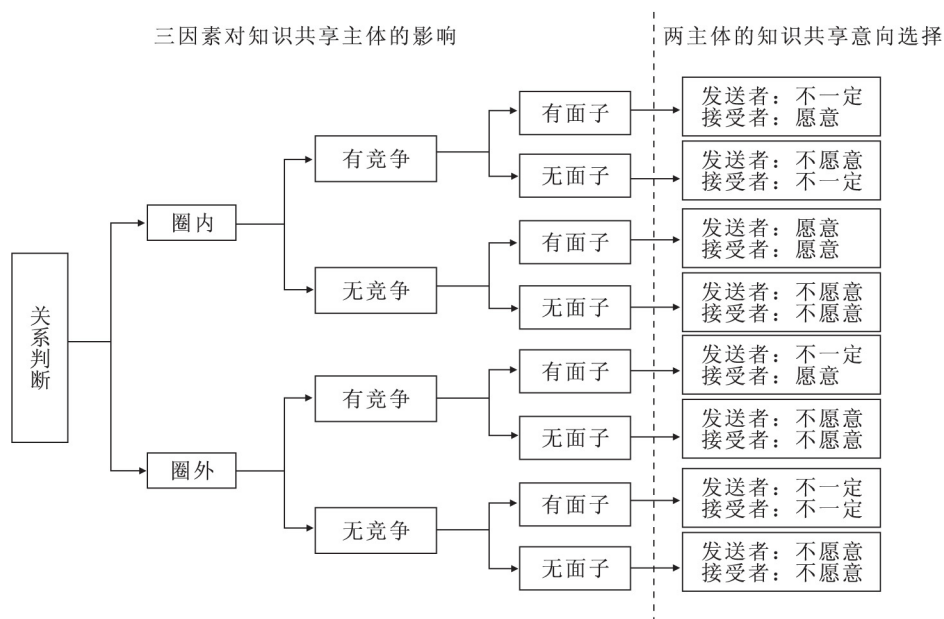 三因素对知识共享主体的影响
两主体的知识共享意向选择
关系判断
圈内
有竞争
有面子
发送者：不一定
接受者：愿意
无面子
发送者：不愿意
接受者：不一定
无竞争
有面子
发送者：愿意
接受者：愿意
无面子
发送者：不愿意
接受者：不愿意
圈外
有竞争
有面子
发送者：不一定
接受者：愿意
无面子
发送者：不愿意
接受者：不愿意
无竞争
有面子
发送者：不一定
接受者：不一定
无面子
发送者：不愿意
接受者：不愿意